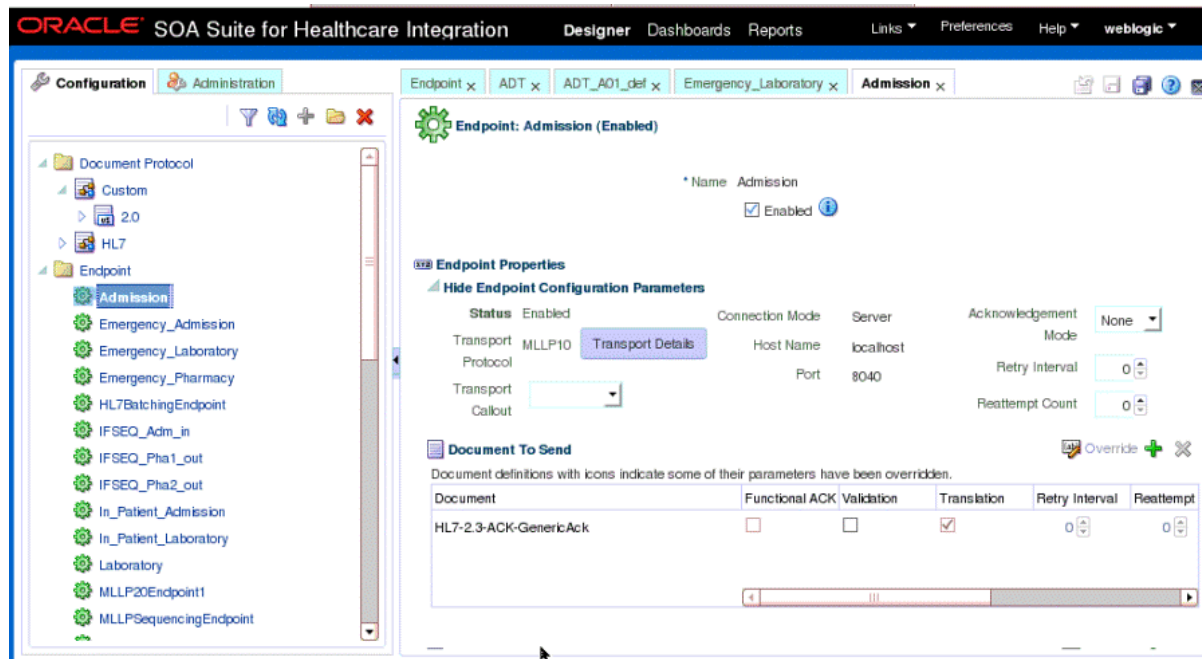 ORACLE SOA Suite for Healthcare Integration Designer Dashboards Reports Links Preferences Help weblogic
Configuration Administration
Document Protocol
Custom
2.0
HL7
Endpoint
Admission
Emergency_Admission
Emergency_Laboratory
Emergency_Pharmacy
HL7BatchingEndpoint
IFSEQ_Adm_in
IFSEQ_Pha1_out
IFSEQ_Pha2_out
In_Patient_Admission
In_Patient_Laboratory
Laboratory
MLLP20Endpoint1
MLLPSequencingEndpoint
Endpoint x ADT x ADT_A01_def x Emergency_Laboratory x Admission x
Endpoint: Admission (Enabled)
* Name Admission
Enabled
Endpoint Properties
Hide Endpoint Configuration Parameters
Status Enabled
Transport Protocol MLLP10 Transport Details
Transport Callout
Connection Mode Server
Host Name localhost
Port 8040
Acknowledgement Mode None
Retry Interval 0
Reattempt Count 0
Document To Send Override
Document definitions with icons indicate some of their parameters have been overridden.
Document Functional ACK Validation Translation Retry Interval Reattempt
HL7-2.3-ACK-GenericAck 0 0